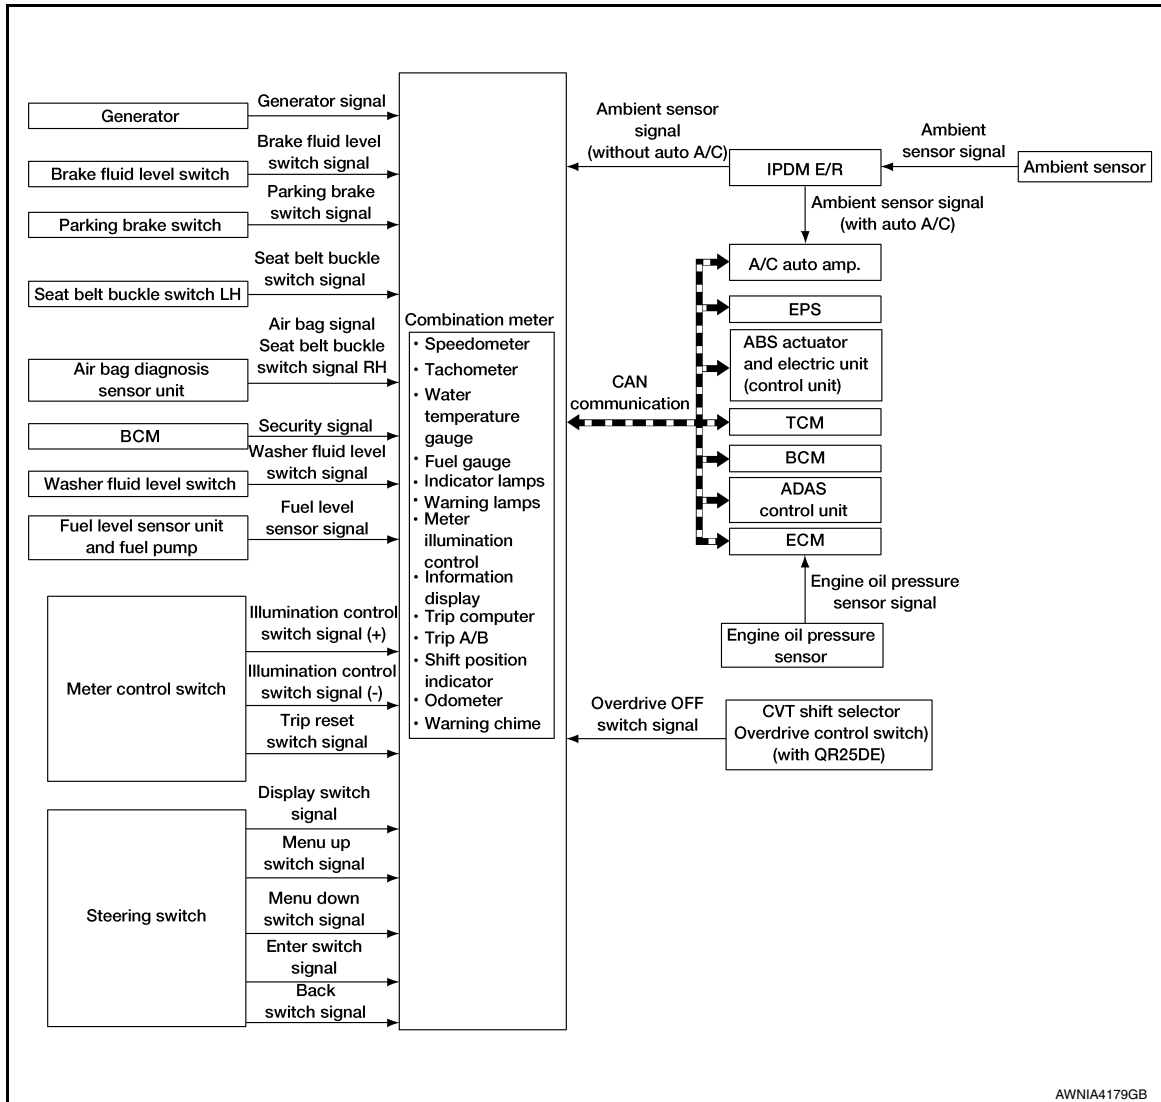 Generator
Generator signal
Brake fluid level switch
Brake fluid level
switch signal
Parking brake switch
Parking brake
switch signal
Seat belt buckle switch LH
Seat belt buckle
switch signal
Air bag diagnosis
sensor unit
Air bag signal
Seat belt buckle
switch signal RH
BCM
Security signal
Washer fluid level switch
Washer fluid level
switch signal
Fuel level sensor unit
and fuel pump
Fuel level
sensor signal
Meter control switch
Illumination control
switch signal (+)
Illumination control
switch signal (-)
Trip reset
switch signal
Steering switch
Display switch
signal
Menu up
switch signal
Menu down
switch signal
Enter switch
signal
Back
switch signal
Combination meter
· Speedometer
· Tachometer
· Water
temperature
gauge
· Fuel gauge
· Indicator lamps
· Warning lamps
· Meter
illumination
control
· Information
display
· Trip computer
· Trip A/B
· Shift position
indicator
· Odometer
· Warning chime
Ambient sensor
signal
(without auto A/C)
IPDM E/R
Ambient
sensor signal
Ambient sensor
Ambient sensor signal
(with auto A/C)
CAN
communication
A/C auto amp.
EPS
ABS actuator
and electric unit
(control unit)
TCM
BCM
ADAS
control unit
ECM
Engine oil pressure
sensor signal
Engine oil pressure
sensor
Overdrive OFF
switch signal
CVT shift selector
Overdrive control switch)
(with QR25DE)
AWNIA4179GB